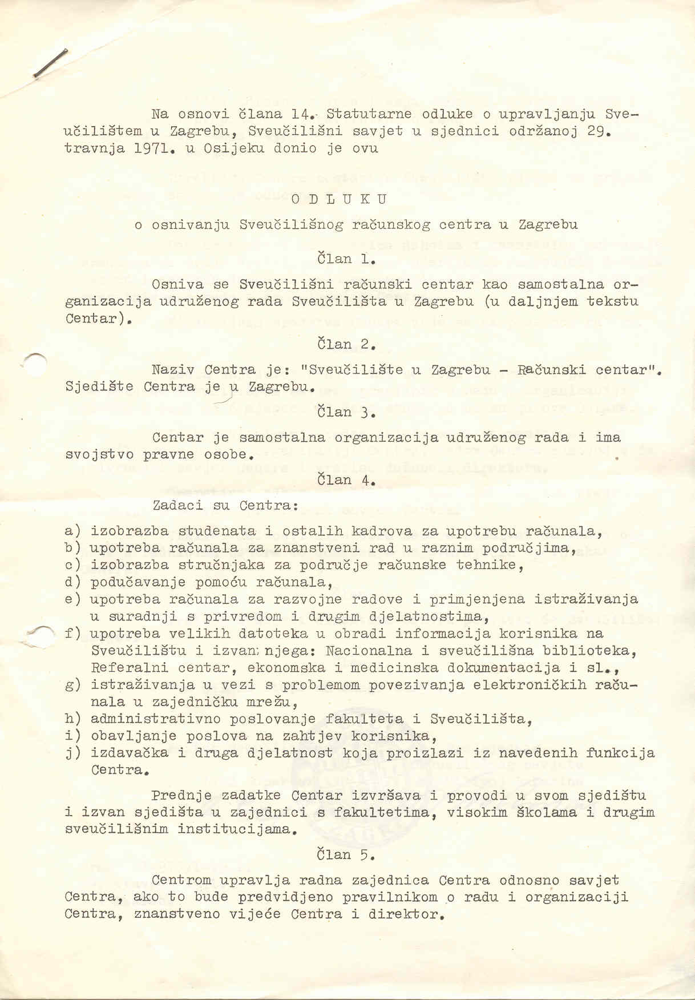 Na osnovi člana 14. Statutarne odluke o upravljanju Sve-
učilištem u Zagrebu, Sveučilišni savjet u sjednici održanoj 29.
travnja 1971. u Osijeku donio je ovu
O D L U K U
o osnivanju Sveučilišnog računskog centra u Zagrebu
Član 1.
Osniva se Sveučilišni računski centar kao samostalna or-
ganizacija udruženog rada Sveučilišta u Zagrebu (u daljnjem tekstu
Centar).
Član 2.
Naziv Centra je: "Sveučilište u Zagrebu - Računski centar".
Sjedište Centra je u Zagrebu.
Član 3.
Centar je samostalna organizacija udruženog rada i ima
svojstvo pravne osobe.
Član 4.
Zadaci su Centra:
a) izobrazba studenata i ostalih kadrova za upotrebu računala,
b) upotreba računala za znanstveni rad u raznim područjima,
c) izobrazba stručnjaka za područje računske tehnike,
d) podučavanje pomoću računala,
e) upotreba računala za razvojne radove i primjenjena istraživanja
u suradnji s privredom i drugim djelatnostima,
f) upotreba velikih datoteka u obradi informacija korisnika na
Sveučilištu i izvan njega: Nacionalna i sveučilišna biblioteka,
Referalni centar, ekonomska i medicinska dokumentacija i sl.,
g) istraživanja u vezi s problemom povezivanja elektroničkih raču-
nala u zajedničku mrežu,
h) administrativno poslovanje fakulteta i Sveučilišta,
i) obavljanje poslova na zahtjev korisnika,
j) izdavačka i druga djelatnost koja proizlazi iz navedenih funkcija
Centra.
Prednje zadatke Centar izvršava i provodi u svom sjedištu
i izvan sjedišta u zajednici s fakultetima, visokim školama i drugim
sveučilišnim institucijama.
Član 5.
Centrom upravlja radna zajednica Centra odnosno savjet
Centra, ako to bude predvidjeno pravilnikom o radu i organizaciji
Centra, znanstveno vijeće Centra i direktor.